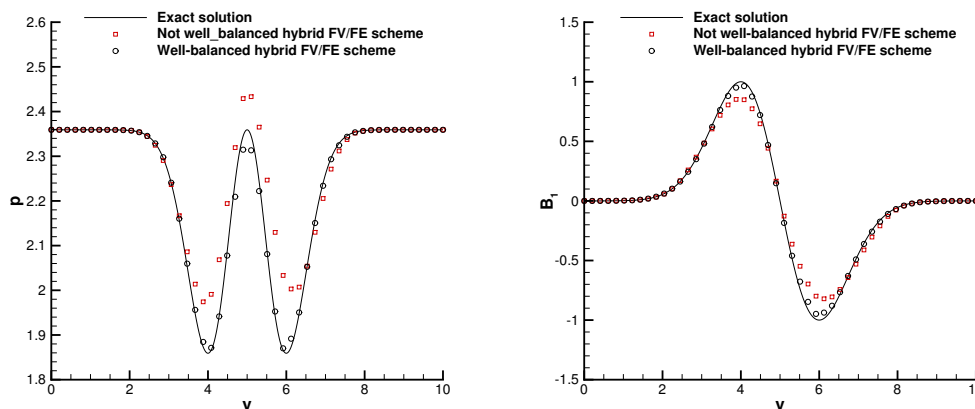 Exact solution
Not well_balanced hybrid FV/FE scheme
Well-balanced hybrid FV/FE scheme
p
2.6
2.5
2.4
2.3
2.2
2.1
2
1.9
1.8
0 2 4 6 8 10
Exact solution
Not well-balanced hybrid FV/FE scheme
Well-balanced hybrid FV/FE scheme
B1
1.5
1
0.5
0
-0.5
-1
-1.5
0 2 4 6 8